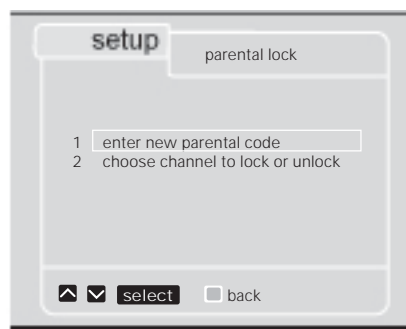 setup
parental lock
1 enter new parental code
2 choose channel to lock or unlock
select back